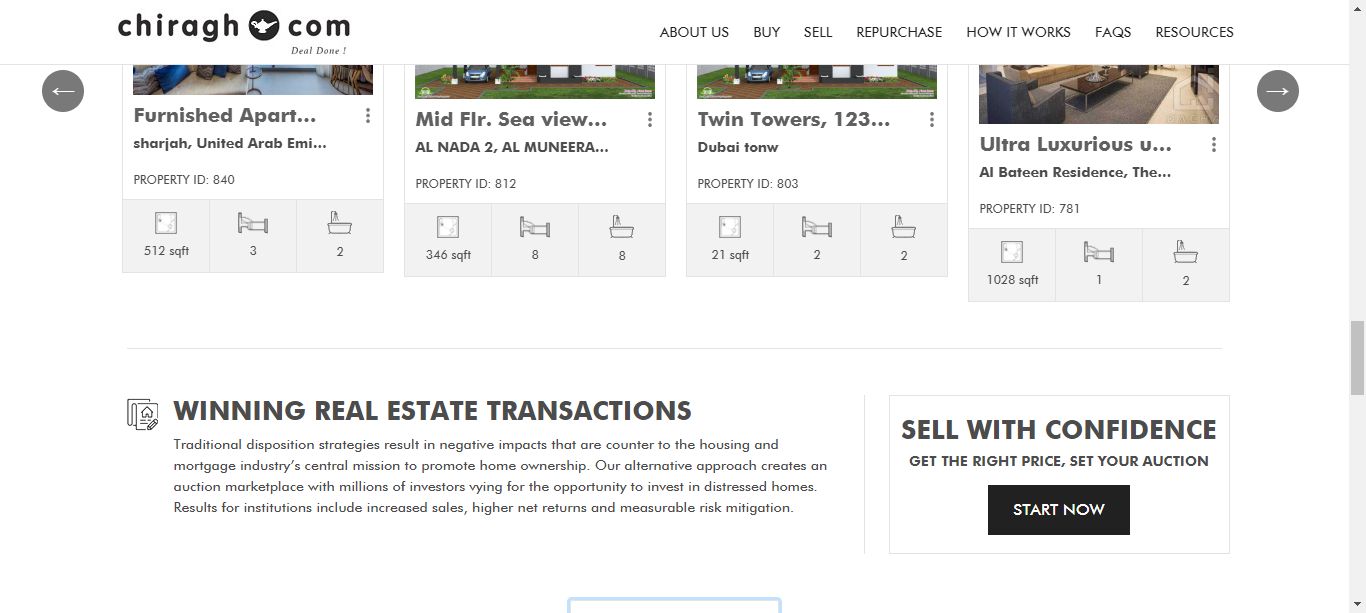 chiragh com
Deal Done !
ABOUT US BUY SELL REPURCHASE HOW IT WORKS FAQS RESOURCES
Furnished Apart...
sharjah, United Arab Emi...
PROPERTY ID: 840
512 sqft 3 2
Mid Flr. Sea view...
AL NADA 2, AL MUNEERA...
PROPERTY ID: 812
346 sqft 8 8
Twin Towers, 123...
Dubai tonw
PROPERTY ID: 803
21 sqft 2 2
Ultra Luxurious u...
Al Bateen Residence, The...
PROPERTY ID: 781
1028 sqft 1 2
WINNING REAL ESTATE TRANSACTIONS
Traditional disposition strategies result in negative impacts that are counter to the housing and
mortgage industry’s central mission to promote home ownership. Our alternative approach creates an
auction marketplace with millions of investors vying for the opportunity to invest in distressed homes.
Results for institutions include increased sales, higher net returns and measurable risk mitigation.
SELL WITH CONFIDENCE
GET THE RIGHT PRICE, SET YOUR AUCTION
START NOW